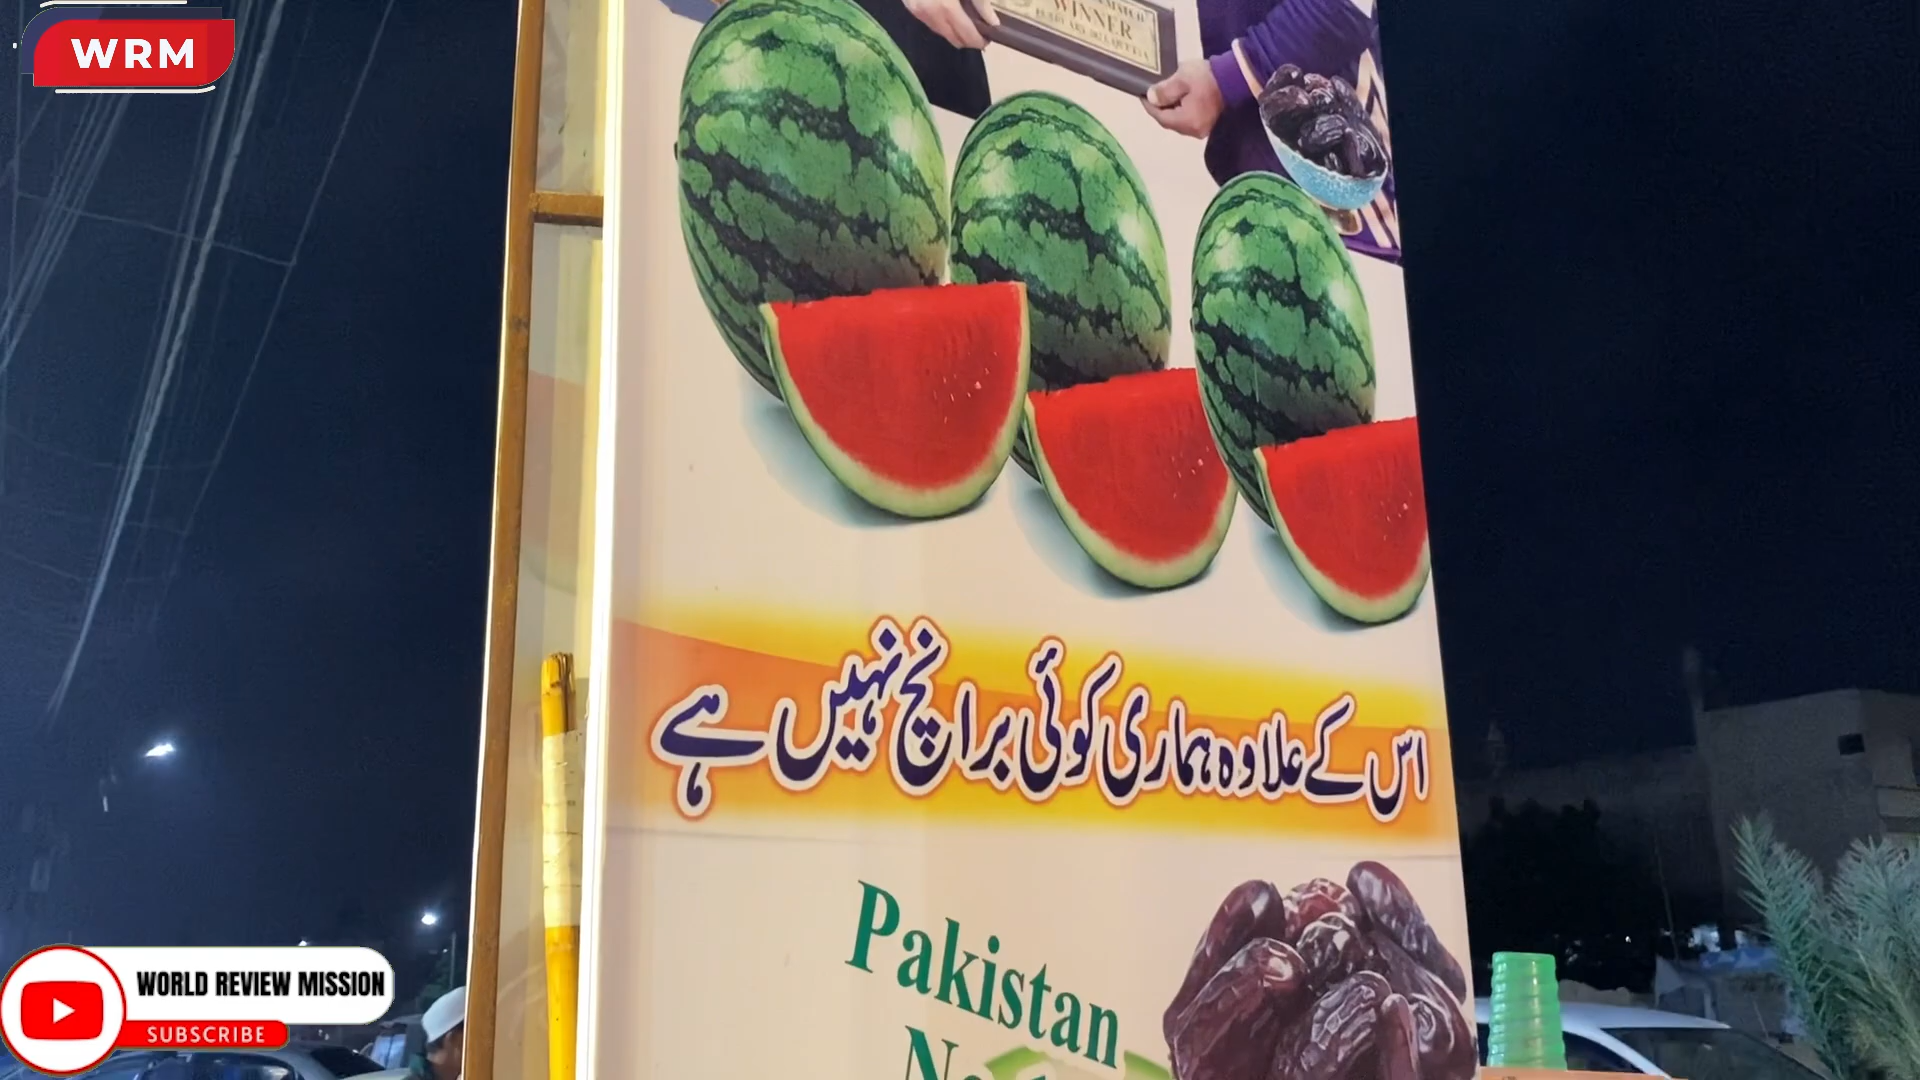 WRM
WINNER
اس کے علاوہ ہماری کوئی برانچ نہیں ہے
Pakistan
WORLD REVIEW MISSION
SUBSCRIBE